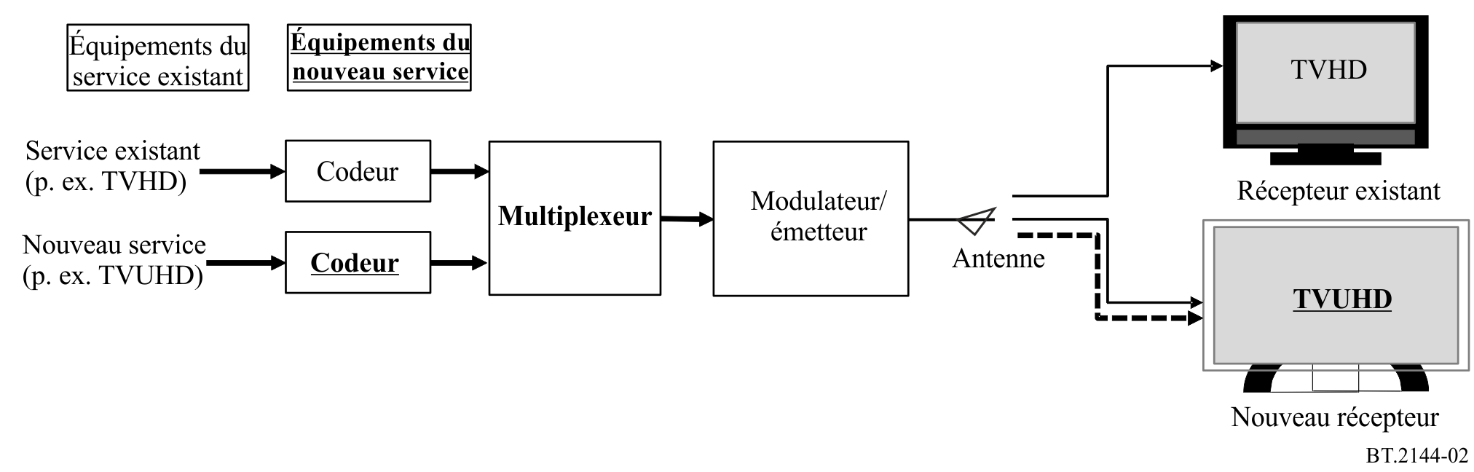 Équipements du
service existant
Équipements du
nouveau service
TVHD
Récepteur existant
Service existant
(p. ex. TVHD)
Codeur
Multiplexeur
Modulateur/
émetteur
Antenne
Nouveau service
(p. ex. TVUHD)
Codeur
TVUHD
Nouveau récepteur
BT.2144-02